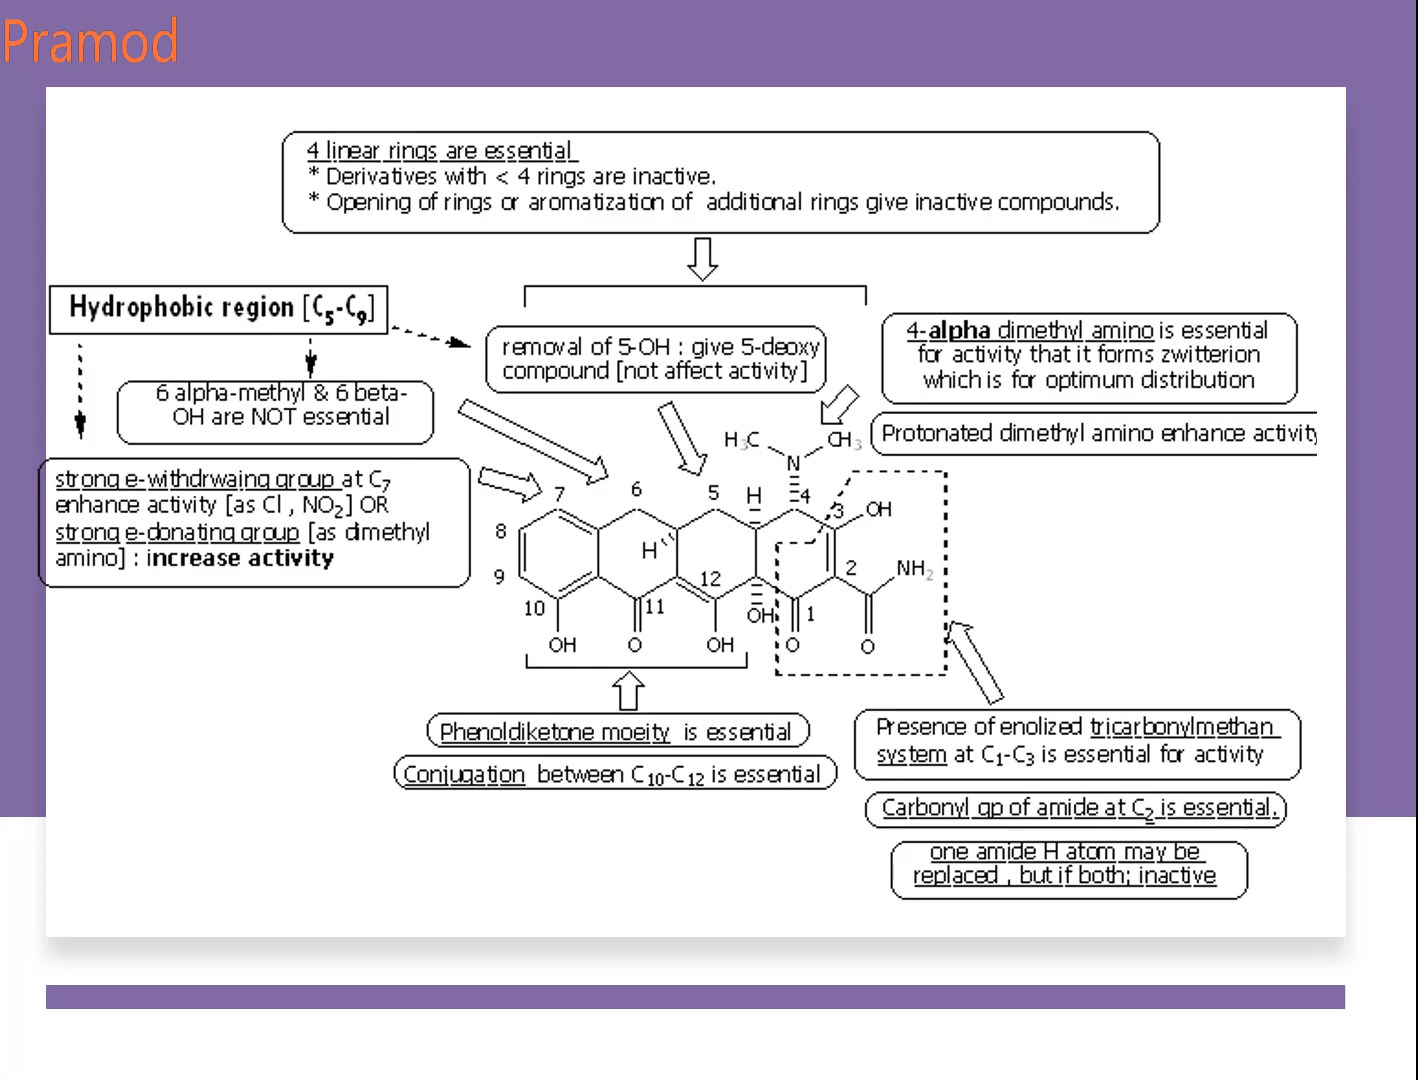 Pramod
4 linear rings are essential
* Derivatives with < 4 rings are inactive.
* Opening of rings or aromatization of additional rings give inactive compounds.
Hydrophobic region [C5-C9]
removal of 5-OH : give 5-deoxy
compound [not affect activity]
4-alpha dimethyl amino is essential
for activity that it forms zwitterion
which is for optimum distribution
6 alpha-methyl & 6 beta-
OH are NOT essential
Protonated dimethyl amino enhance activity
strong e-withdrwaing group at C7
enhance activity [as Cl , NO2] OR
strong e-donating group [as dimethyl
amino] : increase activity
H3C
CH3
N
7
6
5
H
4
3
OH
8
H
9
12
2
NH2
10
11
OH
1
OH
O
OH
O
O
Phenoldiketone moeity is essential
Conjugation between C10-C12 is essential
Presence of enolized tricarbonylmethan
system at C1-C3 is essential for activity
Carbonyl gp of amide at C2 is essential.
one amide H atom may be
replaced , but if both; inactive